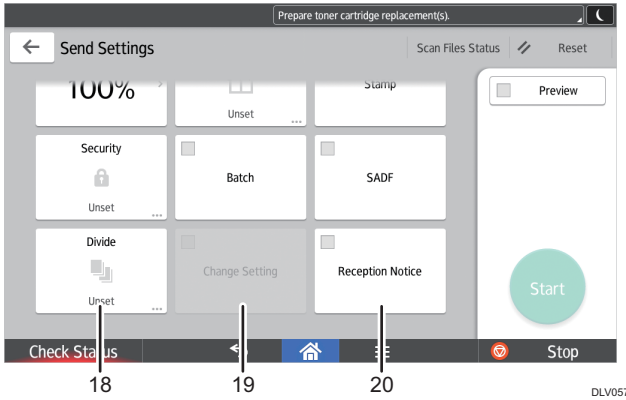 Prepare toner cartridge replacement(s).
Send Settings
Scan Files Status
Reset
100%
Unset
Stamp
Preview
Security
Unset
Batch
SADF
Divide
Unset
Change Setting
Reception Notice
Start
Check Status
Stop
18
19
20
DLV057